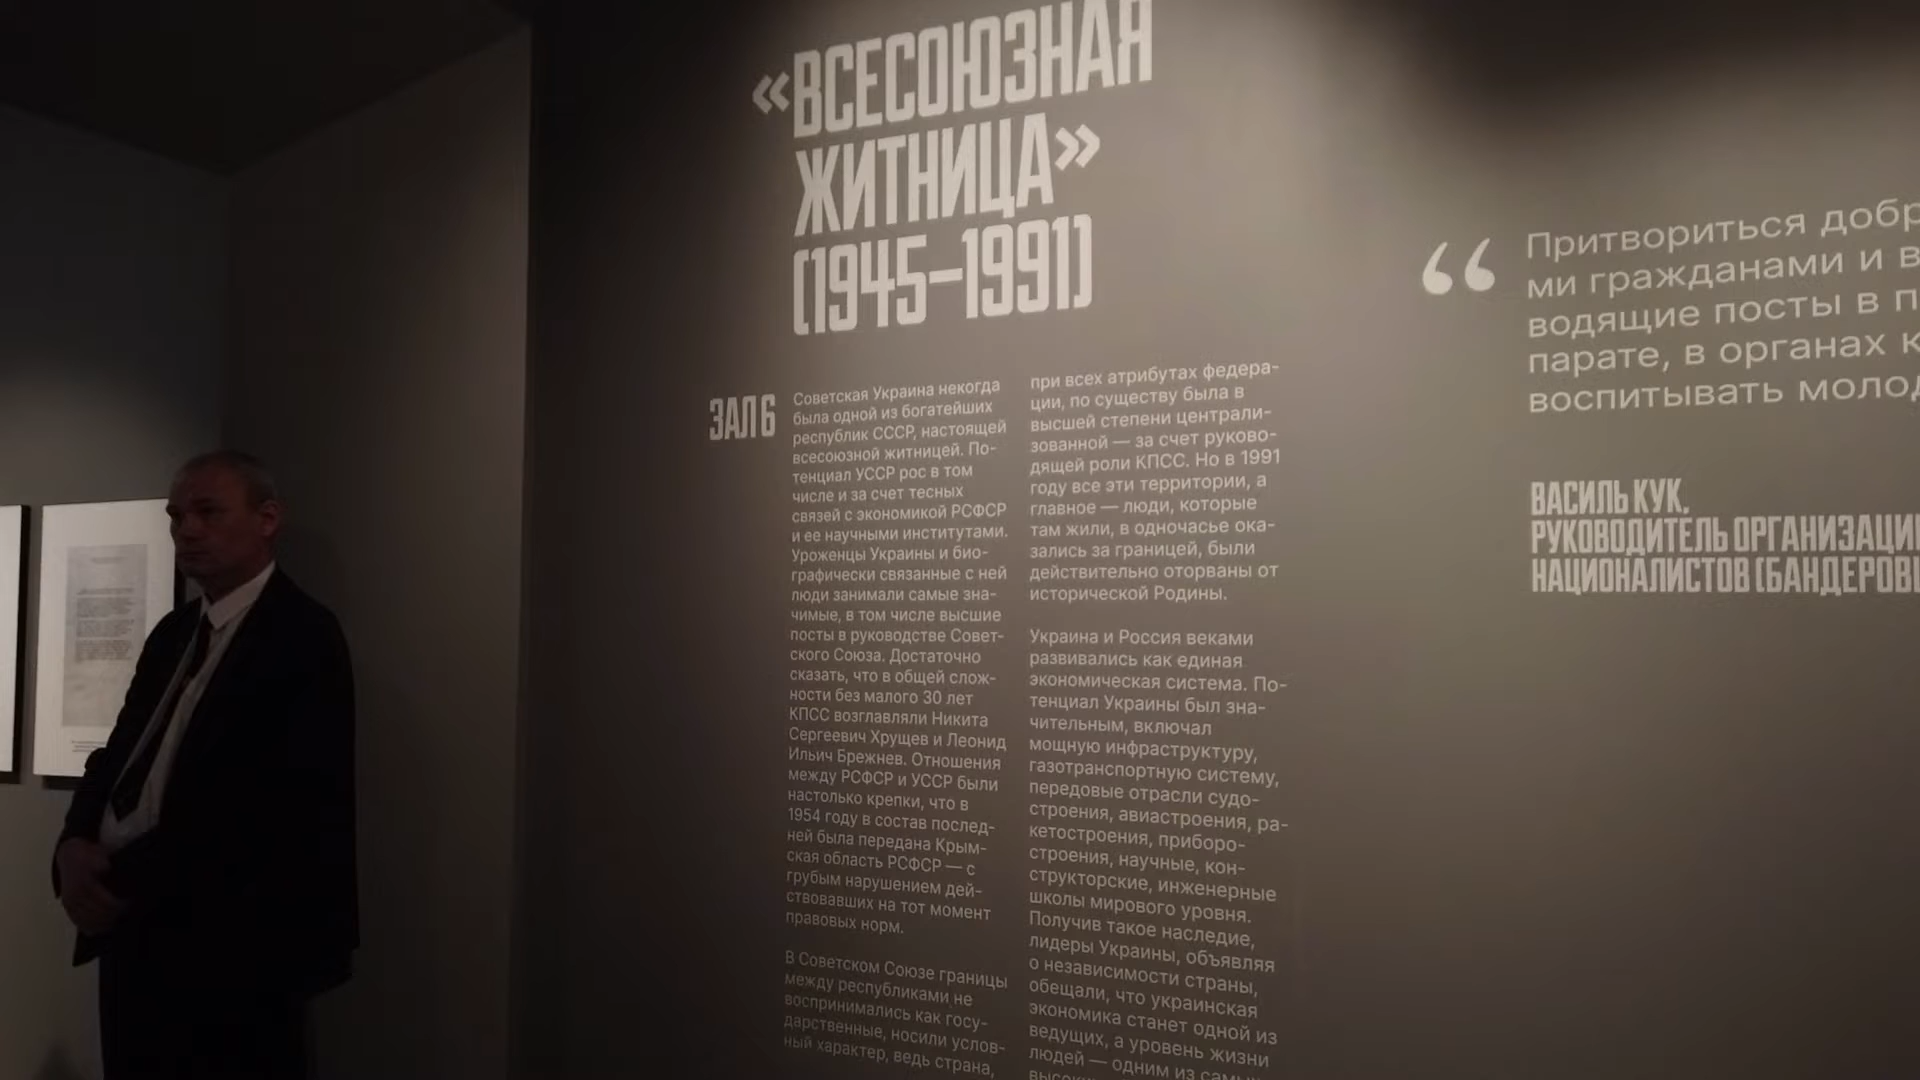 «ВСЕСОЮЗНАЯ
ЖИТНИЦА»
(1945–1991)
ЗАЛ 6
Советская Украина некогда
была одной из богатейших
республик СССР, настоящей
всесоюзной житницей. По-
тенциал УССР рос в том
числе и за счет тесных
связей с экономикой РСФСР
и ее научными институтами.
Уроженцы Украины и био-
графически связанные с ней
люди занимали самые зна-
чимые, в том числе высшие
посты в руководстве Совет-
ского Союза. Достаточно
сказать, что в общей слож-
ности без малого 30 лет
КПСС возглавляли Никита
Сергеевич Хрущев и Леонид
Ильич Брежнев. Отношения
между РСФСР и УССР были
настолько крепки, что в
1954 году в состав послед-
ней была передана Крым-
ская область РСФСР — с
грубым нарушением дей-
ствовавших на тот момент
правовых норм.
В Советском Союзе границы
между республиками не
воспринимались как госу-
дарственные, носили услов-
ный характер, ведь страна,
при всех атрибутах федера-
ции, по существу была в
высшей степени централи-
зованной — за счет руково-
дящей роли КПСС. Но в 1991
году все эти территории, а
главное — люди, которые
там жили, в одночасье ока-
зались за границей, были
действительно оторваны от
исторической Родины.
Украина и Россия веками
развивались как единая
экономическая система. По-
тенциал Украины был зна-
чительным, включал
мощную инфраструктуру,
газотранспортную систему,
передовые отрасли судо-
строения, авиастроения, ра-
кетостроения, приборо-
строения, научные, кон-
структорские, инженерные
школы мирового уровня.
Получив такое наследие,
лидеры Украины, объявляя
о независимости страны,
обещали, что украинская
экономика станет одной из
ведущих, а уровень жизни
людей — одним из самы
“ Притвориться добр
ми гражданами и в
водящие посты в п
парате, в органах к
воспитывать молод
ВАСИЛЬ КУК,
РУКОВОДИТЕЛЬ ОРГАНИЗАЦИ
НАЦИОНАЛИСТОВ (БАНДЕРОВ